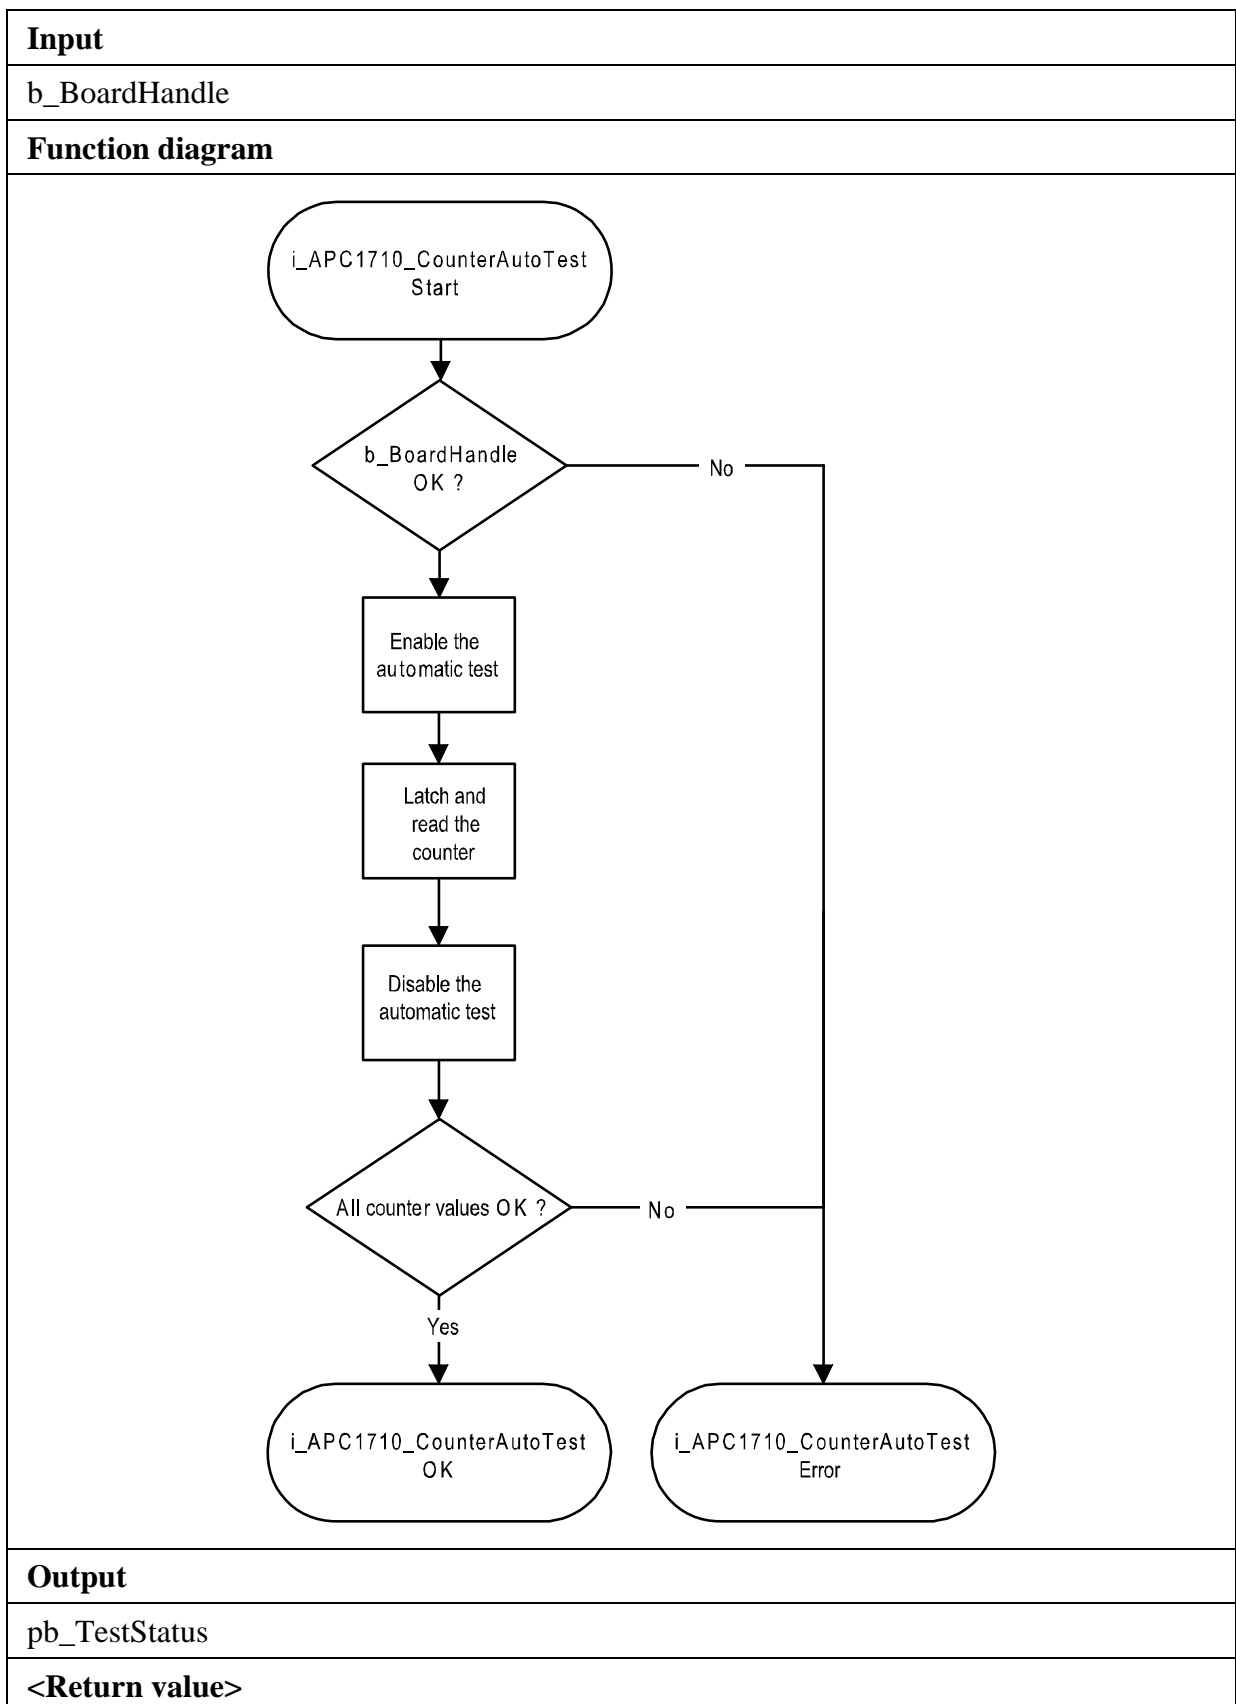 Input
b_BoardHandle
Function diagram
i_APC1710_CounterAutoTest
Start
b_BoardHandle
OK ?
No
Enable the
automatic test
Latch and
read the
counter
Disable the
automatic test
All counter values OK ?
No
Yes
i_APC1710_CounterAutoTest
OK
i_APC1710_CounterAutoTest
Error
Output
pb_TestStatus
<Return value>